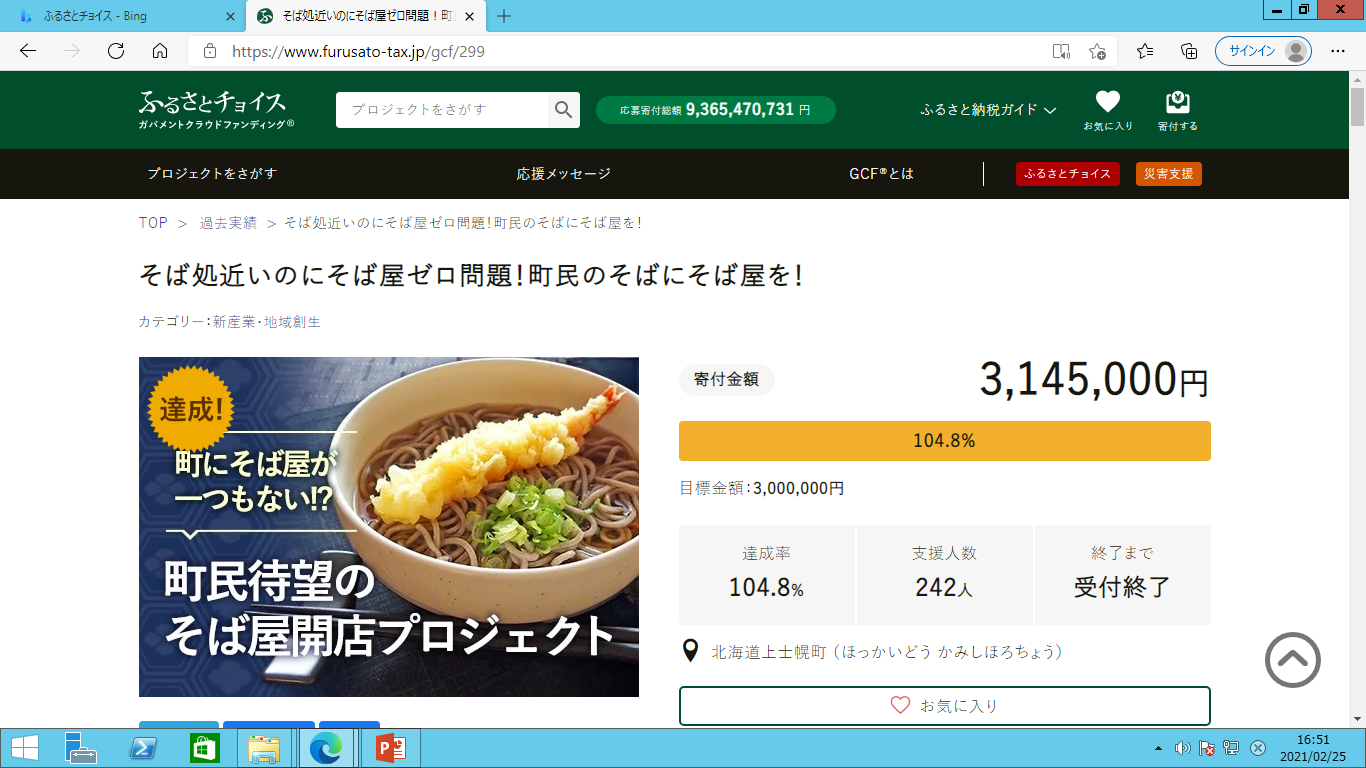 ふるさとチョイス - Bing
そば処近いのにそば屋ゼロ問題！町
https://www.furusato-tax.jp/gcf/299
サインイン
ふるさとチョイス
ガバメントクラウドファンディング®
プロジェクトをさがす
応募寄付総額 9,365,470,731 円
ふるさと納税ガイド
お気に入り
寄付する
プロジェクトをさがす
応援メッセージ
GCF®とは
ふるさとチョイス
災害支援
TOP > 過去実績 > そば処近いのにそば屋ゼロ問題！町民のそばにそば屋を！
そば処近いのにそば屋ゼロ問題！町民のそばにそば屋を！
カテゴリー：新産業・地域創生
達成！
町にそば屋が
一つもない!?
町民待望の
そば屋開店プロジェクト
寄付金額
3,145,000円
104.8%
目標金額：3,000,000円
達成率
104.8%
支援人数
242人
終了まで
受付終了
北海道上士幌町（ほっかいどう かみしほろちょう）
お気に入り
16:51
2021/02/25